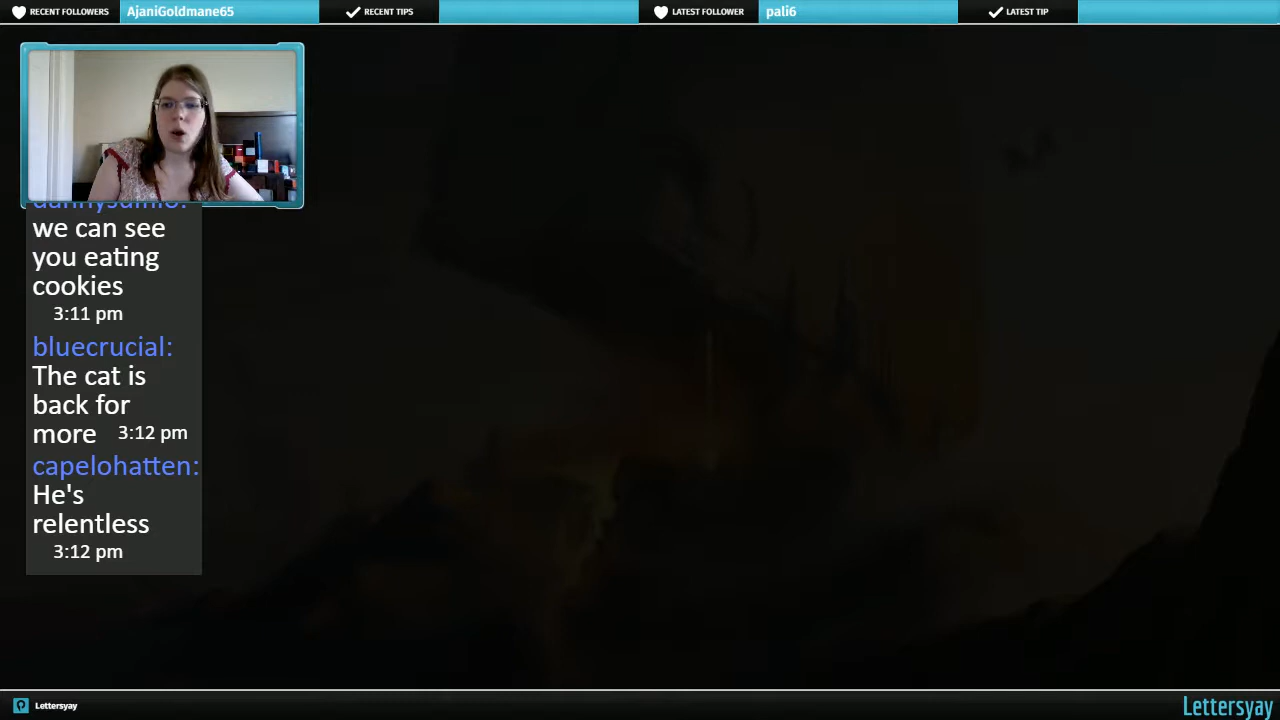 RECENT FOLLOWERS AjaniGoldmane65 RECENT TIPS LATEST FOLLOWER pali6 LATEST TIP
we can see
you eating
cookies
3:11 pm
bluecrucial:
The cat is
back for
more 3:12 pm
capelohatten:
He's
relentless
3:12 pm
Lettersyay Lettersyay